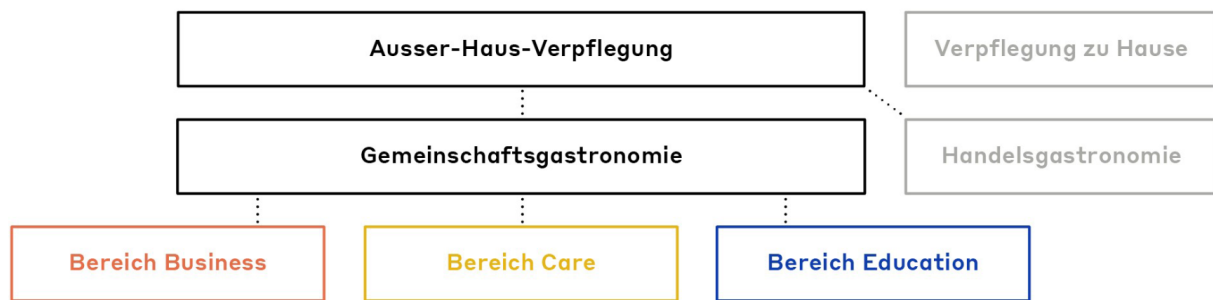 Ausser-Haus-Verpflegung
Verpflegung zu Hause
Gemeinschaftsgastronomie
Handelsgastronomie
Bereich Business
Bereich Care
Bereich Education